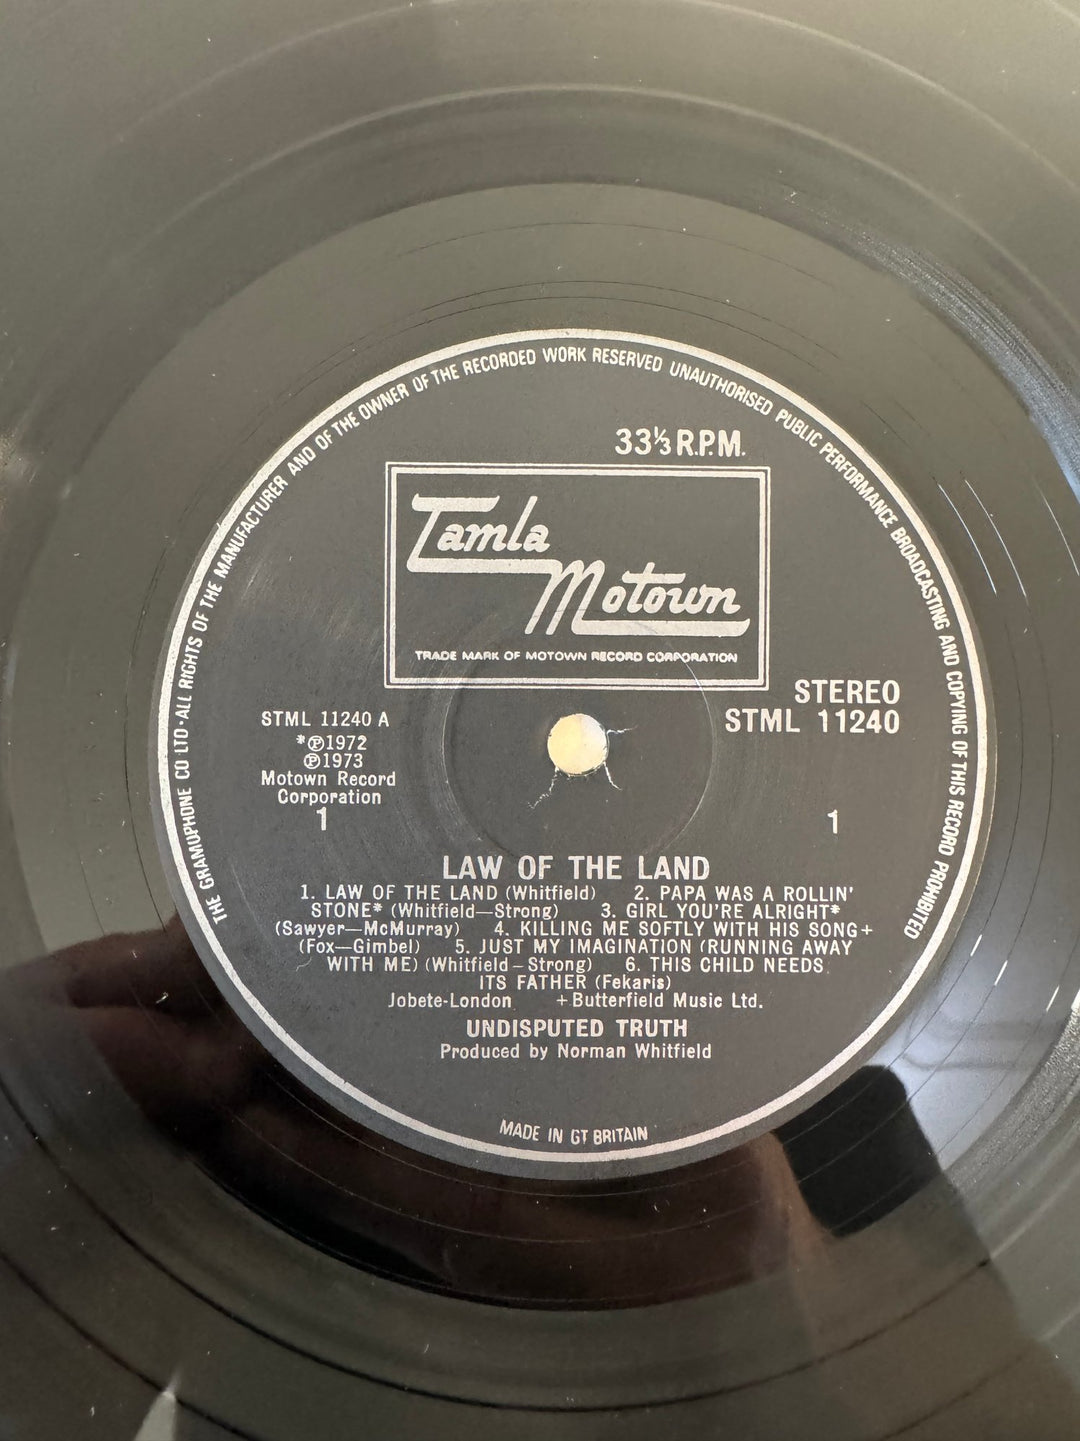 THE GRAMOPHONE CO LTD · ALL RIGHTS OF THE MANUFACTURER AND OF THE OWNER OF THE RECORDED WORK RESERVED UNAUTHORISED PUBLIC PERFORMANCE BROADCASTING AND COPYING OF THIS RECORD PROHIBITED
33⅓ R.P.M.
Tamla
Motown
TRADE MARK OF MOTOWN RECORD CORPORATION
STEREO
STML 11240
STML 11240 A
*℗1972
℗1973
Motown Record
Corporation
1
1
LAW OF THE LAND
1. LAW OF THE LAND (Whitfield) 2. PAPA WAS A ROLLIN'
STONE* (Whitfield—Strong) 3. GIRL YOU'RE ALRIGHT*
(Sawyer—McMurray) 4. KILLING ME SOFTLY WITH HIS SONG+
(Fox—Gimbel) 5. JUST MY IMAGINATION (RUNNING AWAY
WITH ME) (Whitfield–Strong) 6. THIS CHILD NEEDS
ITS FATHER (Fekaris)
Jobete-London +Butterfield Music Ltd.
UNDISPUTED TRUTH
Produced by Norman Whitfield
MADE IN GT BRITAIN